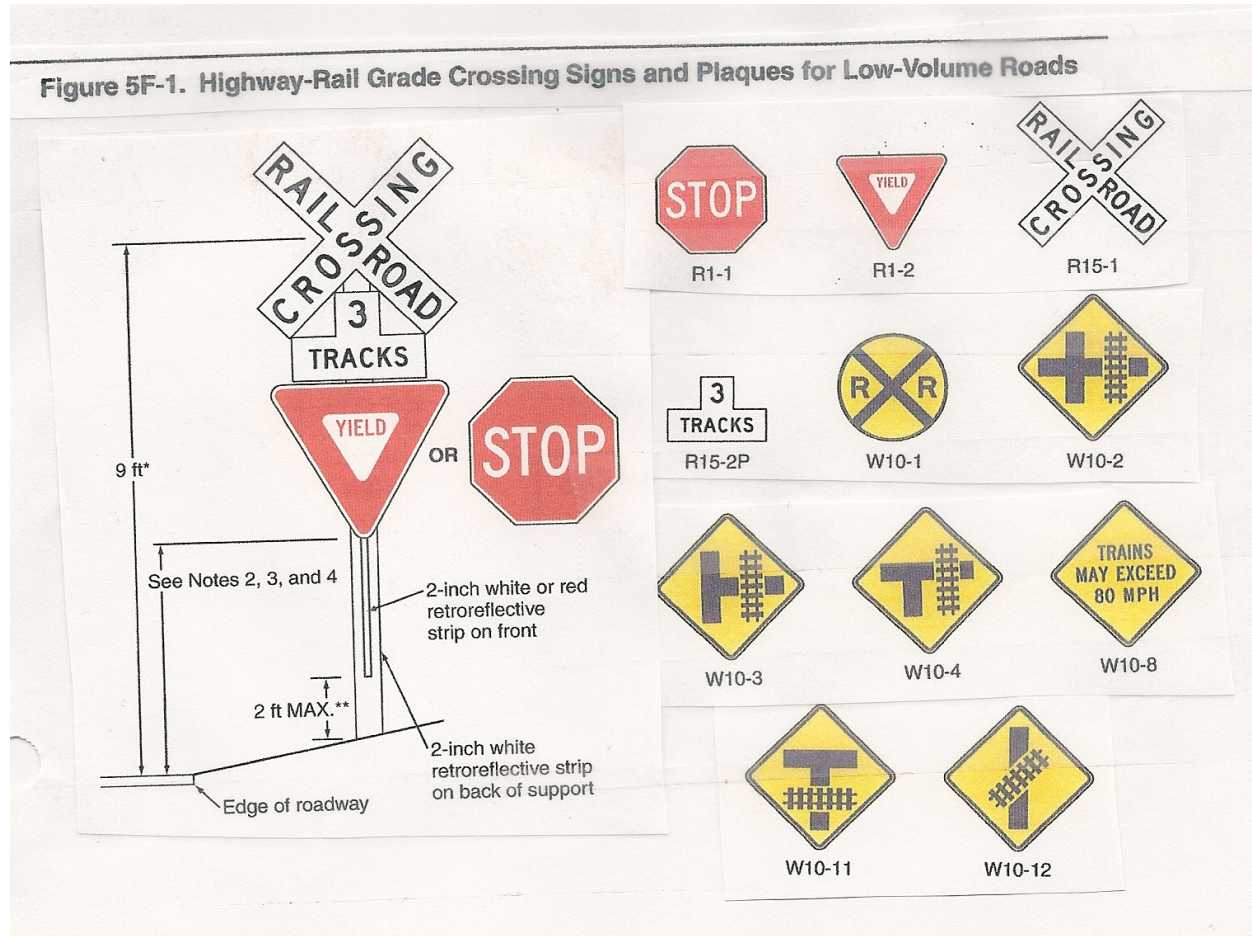 Figure 5F-1. Highway-Rail Grade Crossing Signs and Plaques for Low-Volume Roads
RAIL ROAD
CROSSING
3
TRACKS
YIELD
OR
STOP
9 ft*
See Notes 2, 3, and 4
2-inch white or red
retroreflective
strip on front
2 ft MAX.**
2-inch white
retroreflective strip
on back of support
Edge of roadway
STOP
R1-1
YIELD
R1-2
RAIL ROAD
CROSSING
R15-1
3
TRACKS
R15-2P
R R
W10-1
W10-2
W10-3
W10-4
TRAINS
MAY EXCEED
80 MPH
W10-8
W10-11
W10-12